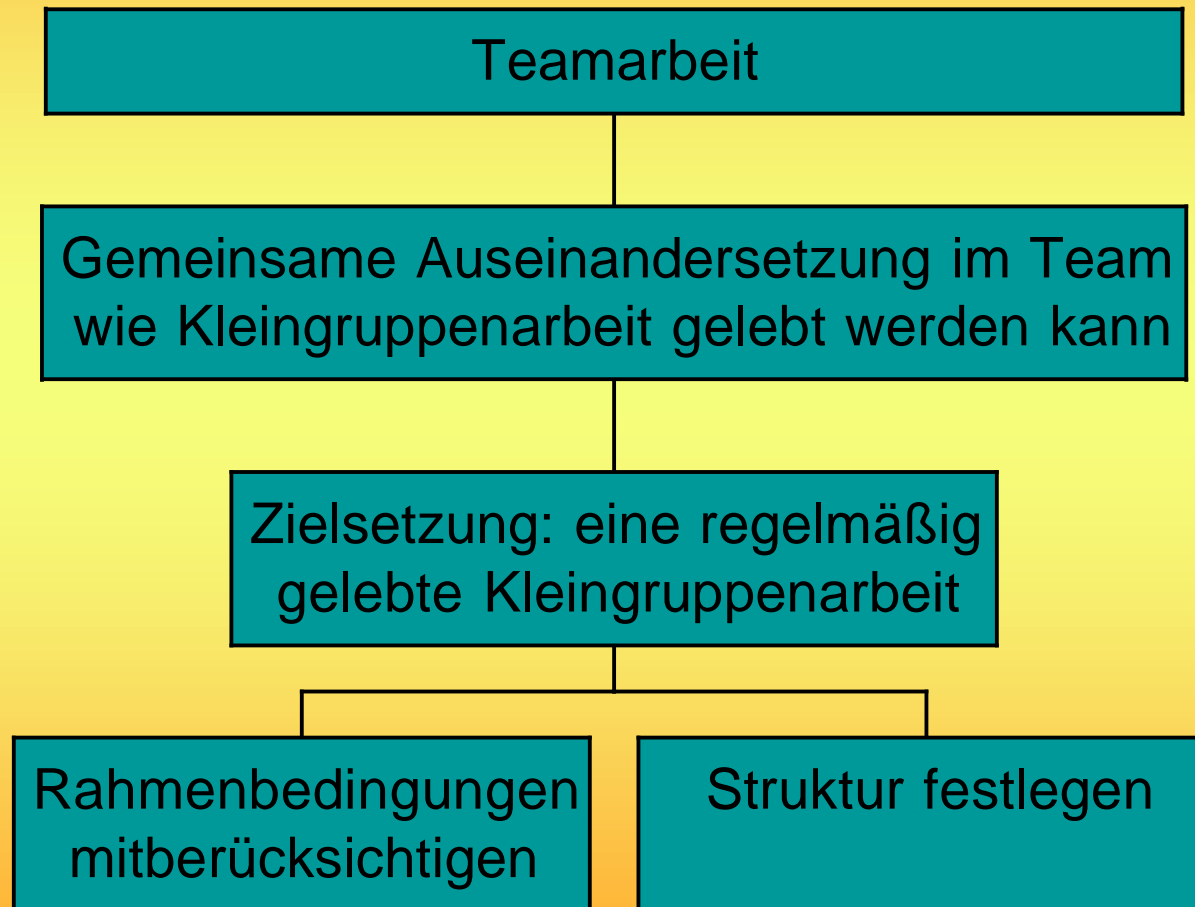 Teamarbeit
Gemeinsame Auseinandersetzung im Team
wie Kleingruppenarbeit gelebt werden kann
Zielsetzung: eine regelmäßig
gelebte Kleingruppenarbeit
Rahmenbedingungen
mitberücksichtigen
Struktur festlegen